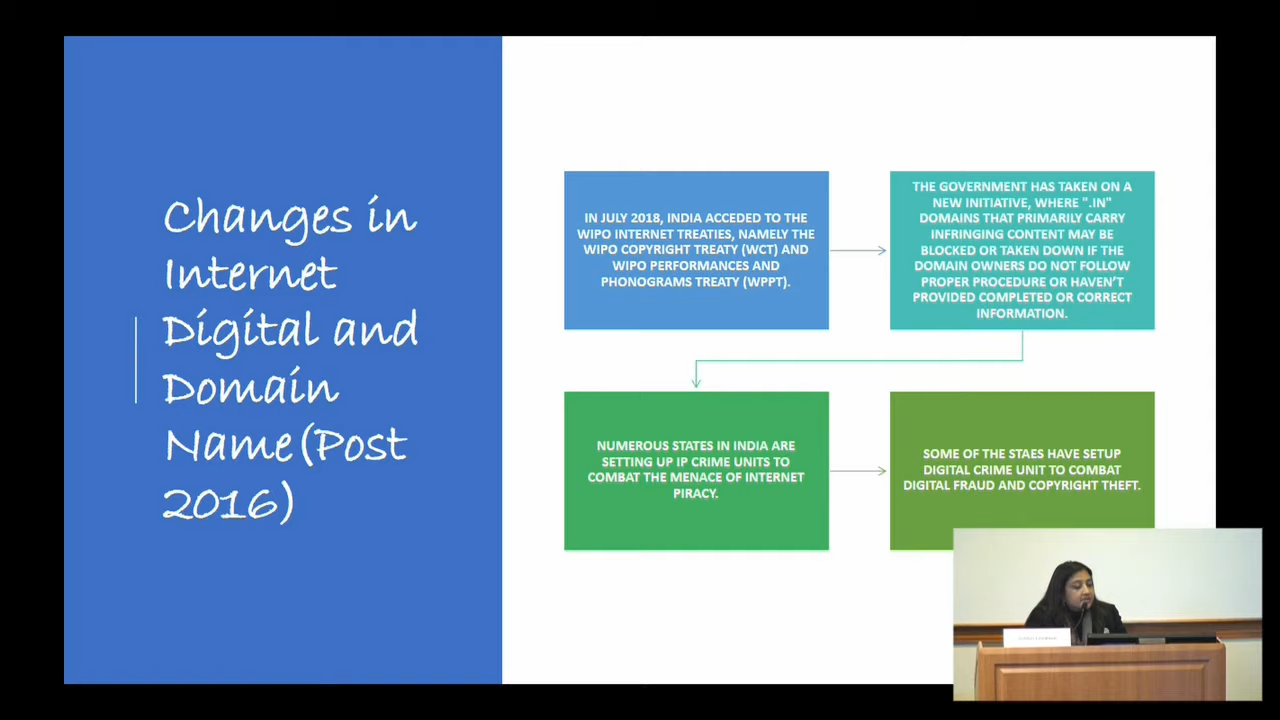 Changes in
Internet
Digital and
Domain
Name(Post
2016)
IN JULY 2018, INDIA ACCEDED TO THE
WIPO INTERNET TREATIES, NAMELY THE
WIPO COPYRIGHT TREATY (WCT) AND
WIPO PERFORMANCES AND
PHONOGRAMS TREATY (WPPT).
THE GOVERNMENT HAS TAKEN ON A
NEW INITIATIVE, WHERE ".IN"
DOMAINS THAT PRIMARILY CARRY
INFRINGING CONTENT MAY BE
BLOCKED OR TAKEN DOWN IF THE
DOMAIN OWNERS DO NOT FOLLOW
PROPER PROCEDURE OR HAVEN'T
PROVIDED COMPLETED OR CORRECT
INFORMATION.
NUMEROUS STATES IN INDIA ARE
SETTING UP IP CRIME UNITS TO
COMBAT THE MENACE OF INTERNET
PIRACY.
SOME OF THE STAES HAVE SETUP
DIGITAL CRIME UNIT TO COMBAT
DIGITAL FRAUD AND COPYRIGHT THEFT.